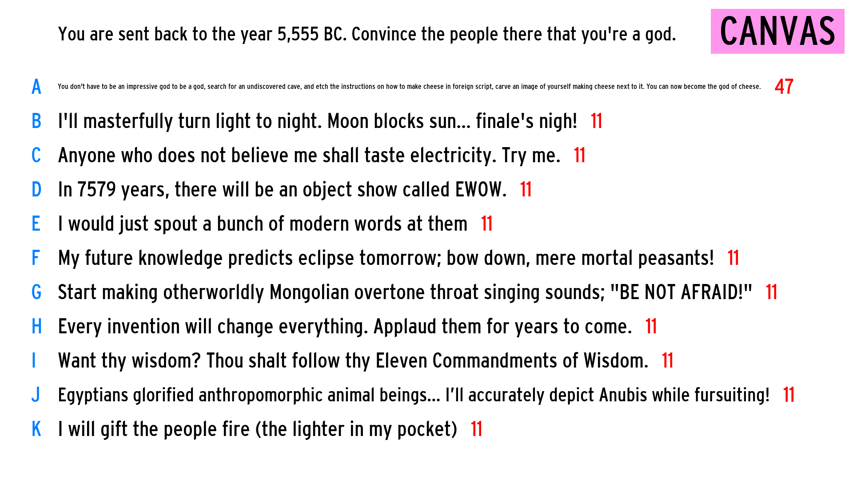 You are sent back to the year 5,555 BC. Convince the people there that you're a god.
CANVAS
A You don't have to be an impressive god to be a god, search for an undiscovered cave, and etch the instructions on how to make cheese in foreign script, carve an image of yourself making cheese next to it. You can now become the god of cheese. 47
B I'll masterfully turn light to night. Moon blocks sun... finale's nigh! 11
C Anyone who does not believe me shall taste electricity. Try me. 11
D In 7579 years, there will be an object show called EWOW. 11
E I would just spout a bunch of modern words at them 11
F My future knowledge predicts eclipse tomorrow; bow down, mere mortal peasants! 11
G Start making otherworldly Mongolian overtone throat singing sounds; "BE NOT AFRAID!" 11
H Every invention will change everything. Applaud them for years to come. 11
I Want thy wisdom? Thou shalt follow thy Eleven Commandments of Wisdom. 11
J Egyptians glorified anthropomorphic animal beings... I’ll accurately depict Anubis while fursuiting! 11
K I will gift the people fire (the lighter in my pocket) 11